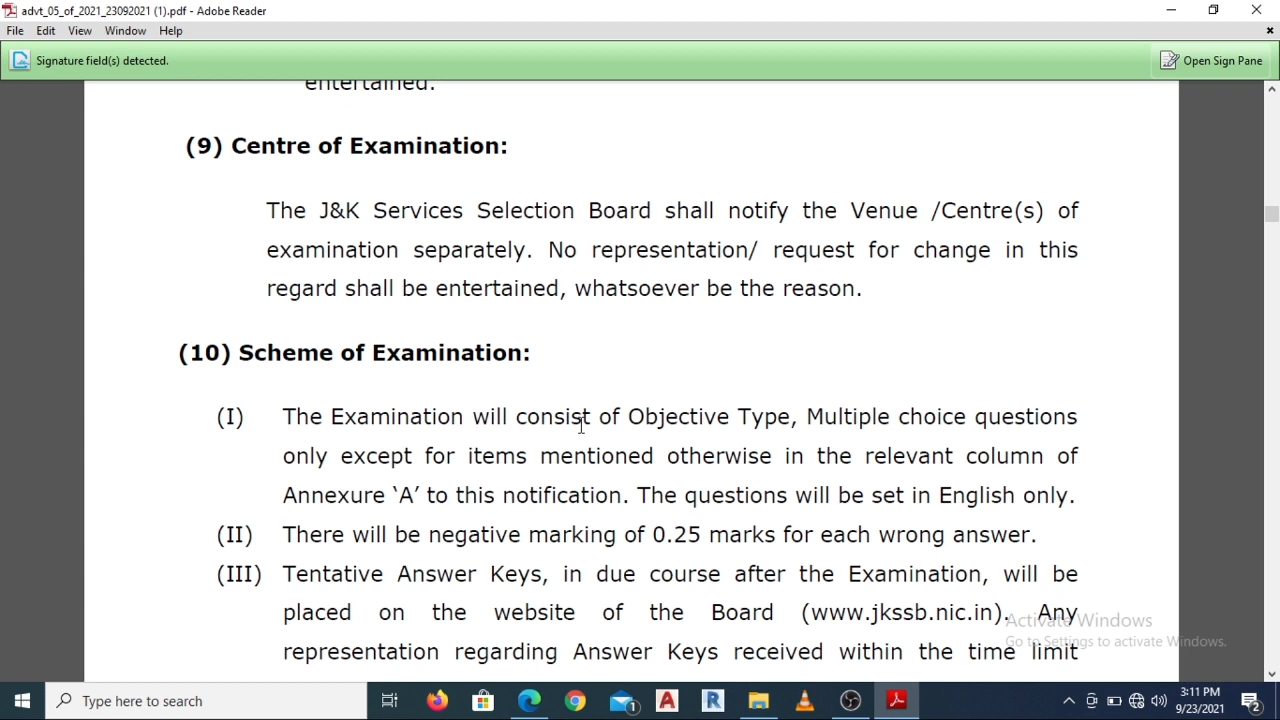 advt_05_of_2021_23092021 (1).pdf - Adobe Reader
File Edit View Window Help
Signature field(s) detected.
Open Sign Pane
entertained.
(9) Centre of Examination:
The J&K Services Selection Board shall notify the Venue /Centre(s) of
examination separately. No representation/ request for change in this
regard shall be entertained, whatsoever be the reason.
(10) Scheme of Examination:
(I) The Examination will consist of Objective Type, Multiple choice questions
only except for items mentioned otherwise in the relevant column of
Annexure ‘A’ to this notification. The questions will be set in English only.
(II) There will be negative marking of 0.25 marks for each wrong answer.
(III) Tentative Answer Keys, in due course after the Examination, will be
placed on the website of the Board (www.jkssb.nic.in). Any
representation regarding Answer Keys received within the time limit
Activate Windows
Go to Settings to activate Windows.
Type here to search
1
3:11 PM
9/23/2021
2